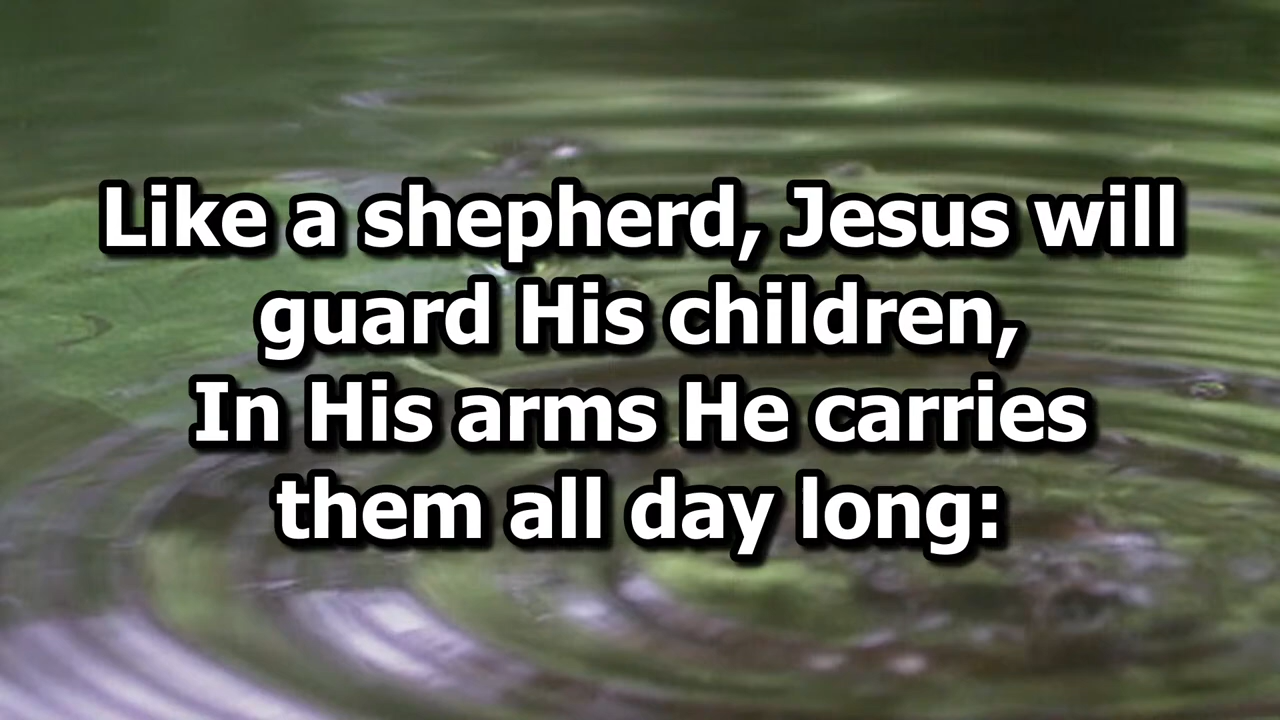 Like a shepherd, Jesus will
guard His children,
In His arms He carries
them all day long: